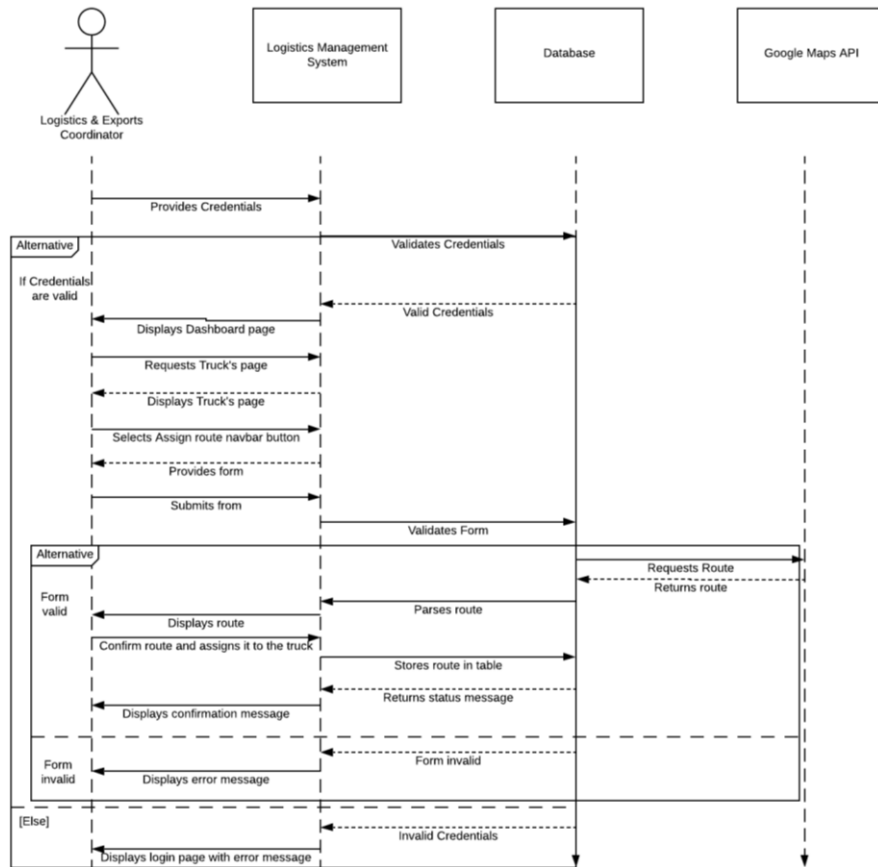 Logistics & Exports
Coordinator
Logistics Management
System
Database
Google Maps API
Provides Credentials
Alternative
Validates Credentials
If Credentials
are valid
Valid Credentials
Displays Dashboard page
Requests Truck's page
Displays Truck's page
Selects Assign route navbar button
Provides form
Submits from
Validates Form
Alternative
Requests Route
Returns route
Form
valid
Parses route
Displays route
Confirm route and assigns it to the truck
Stores route in table
Returns status message
Displays confirmation message
Form
invalid
Form invalid
Displays error message
[Else]
Invalid Credentials
Displays login page with error message